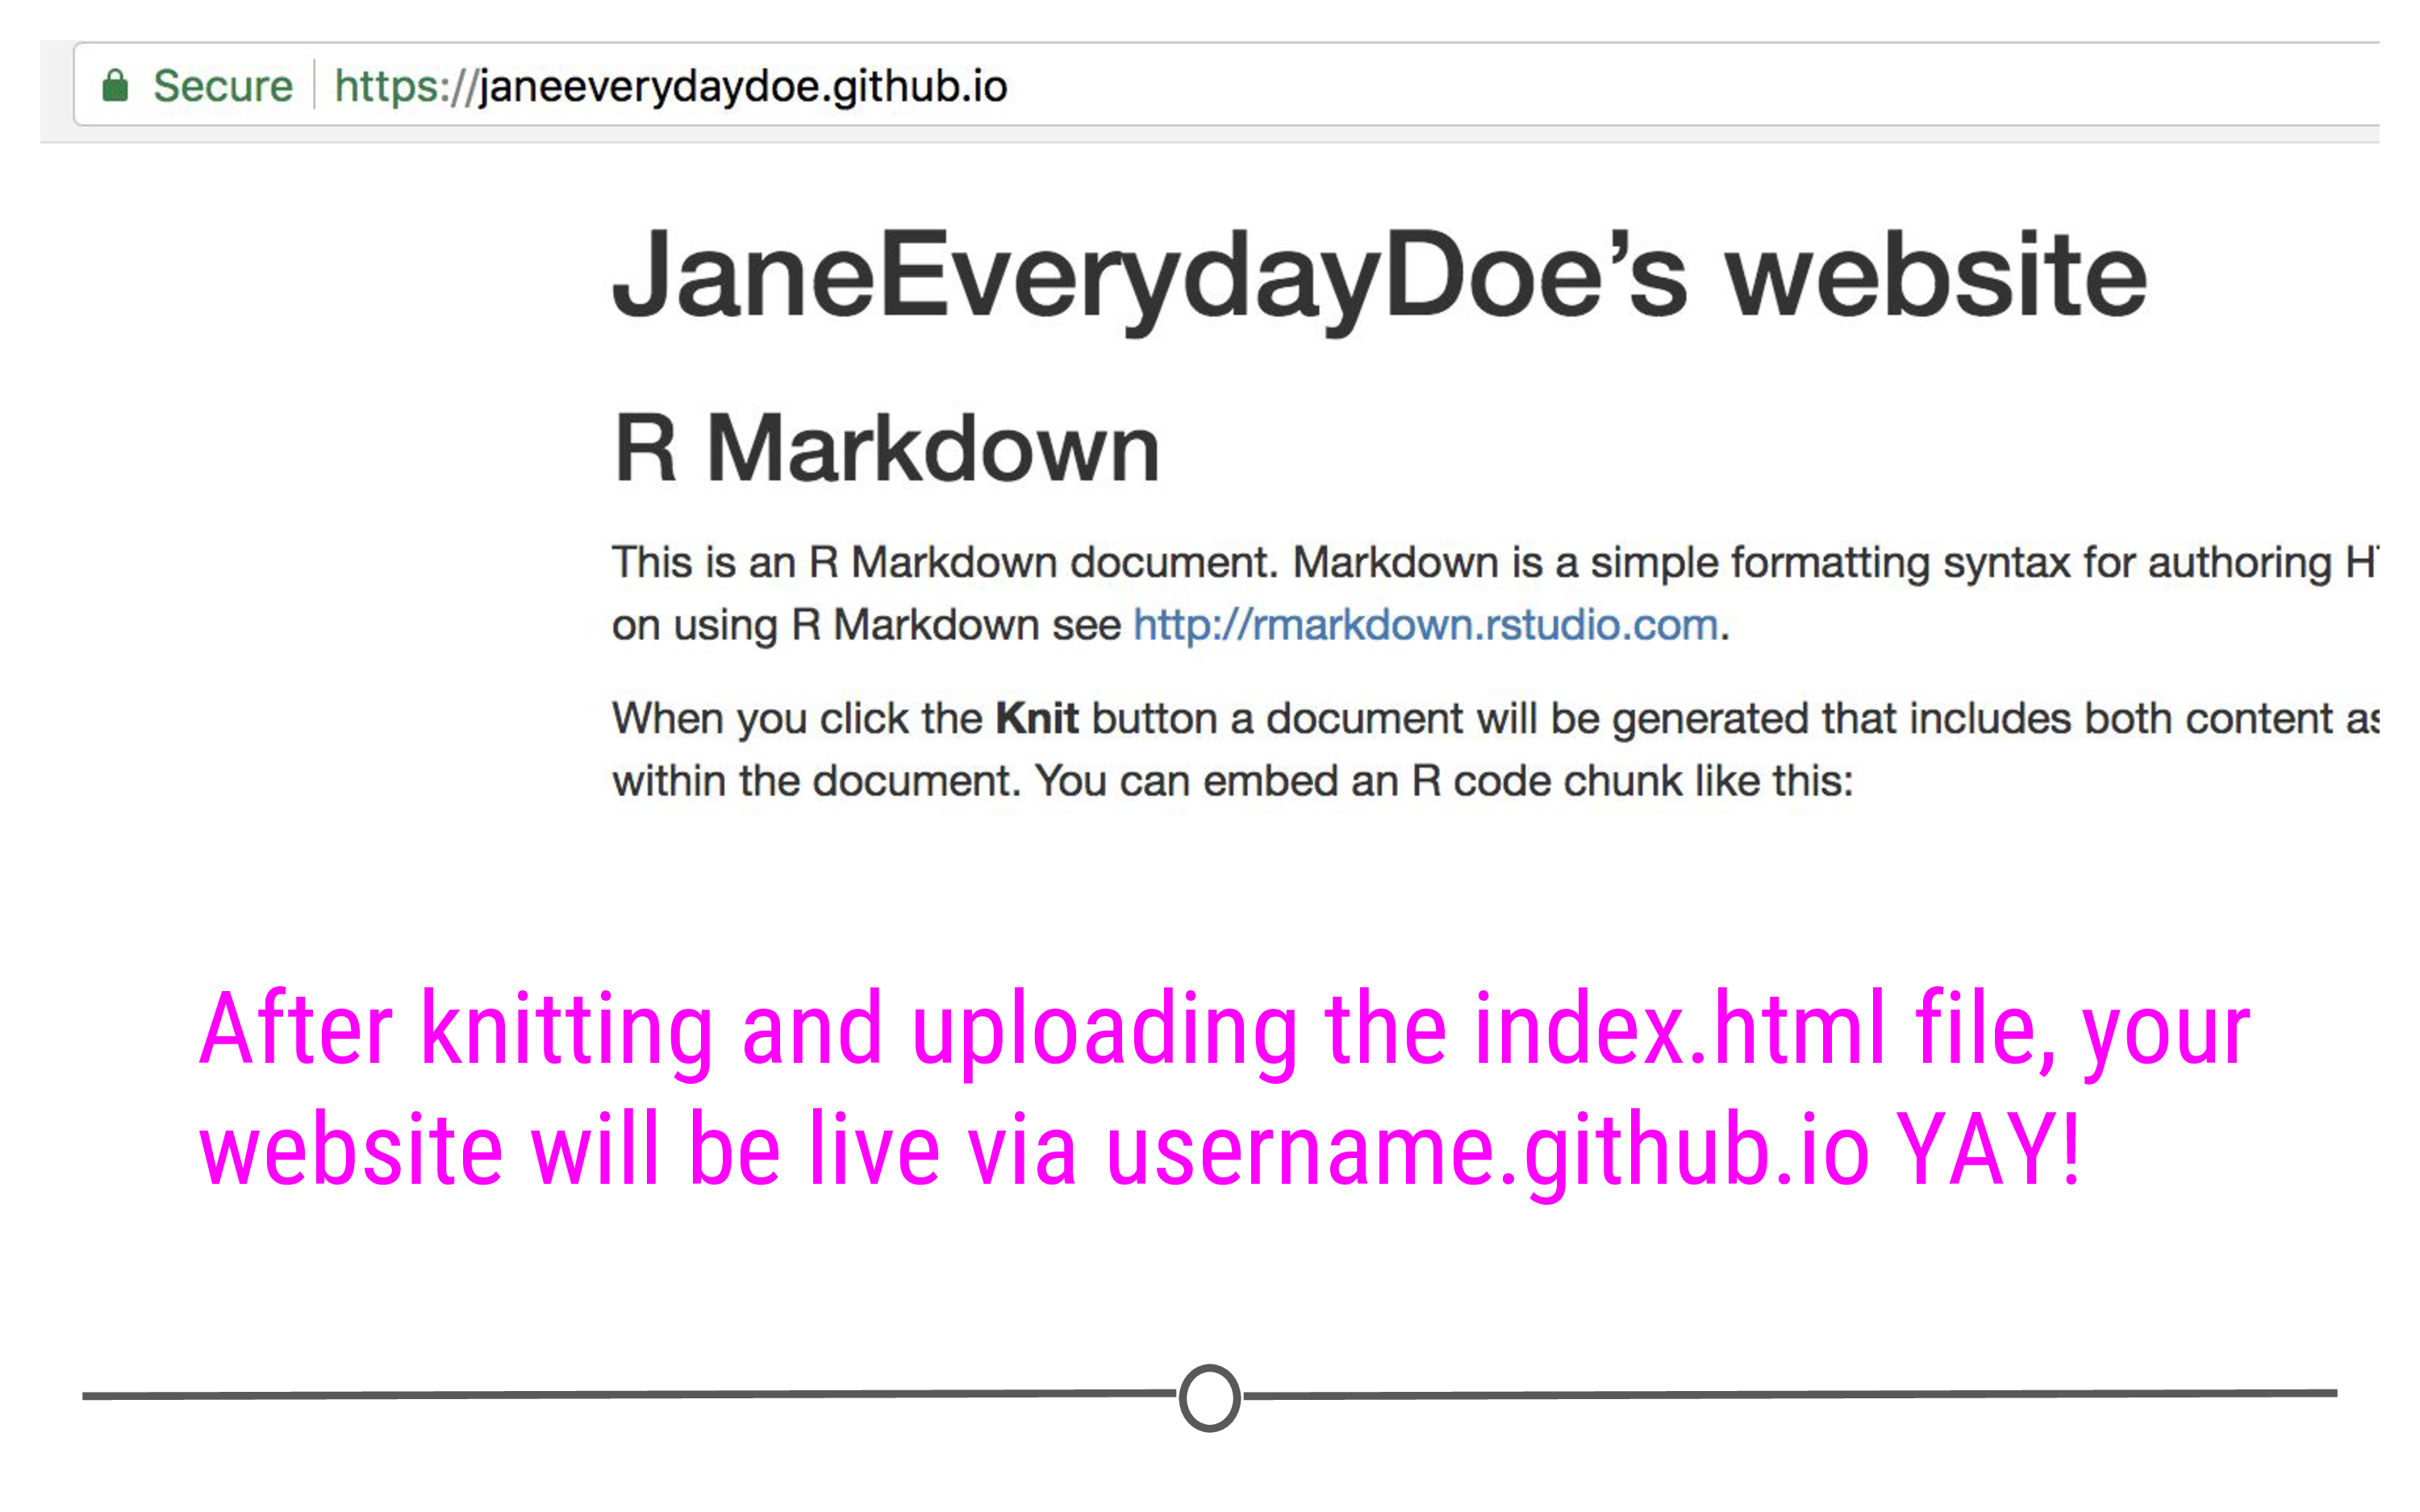 Secure https://janeeverydaydoe.github.io
JaneEverydayDoe’s website
R Markdown
This is an R Markdown document. Markdown is a simple formatting syntax for authoring
on using R Markdown see http://rmarkdown.rstudio.com.
When you click the Knit button a document will be generated that includes both content as
within the document. You can embed an R code chunk like this:
After knitting and uploading the index.html file, your
website will be live via username.github.io YAY!